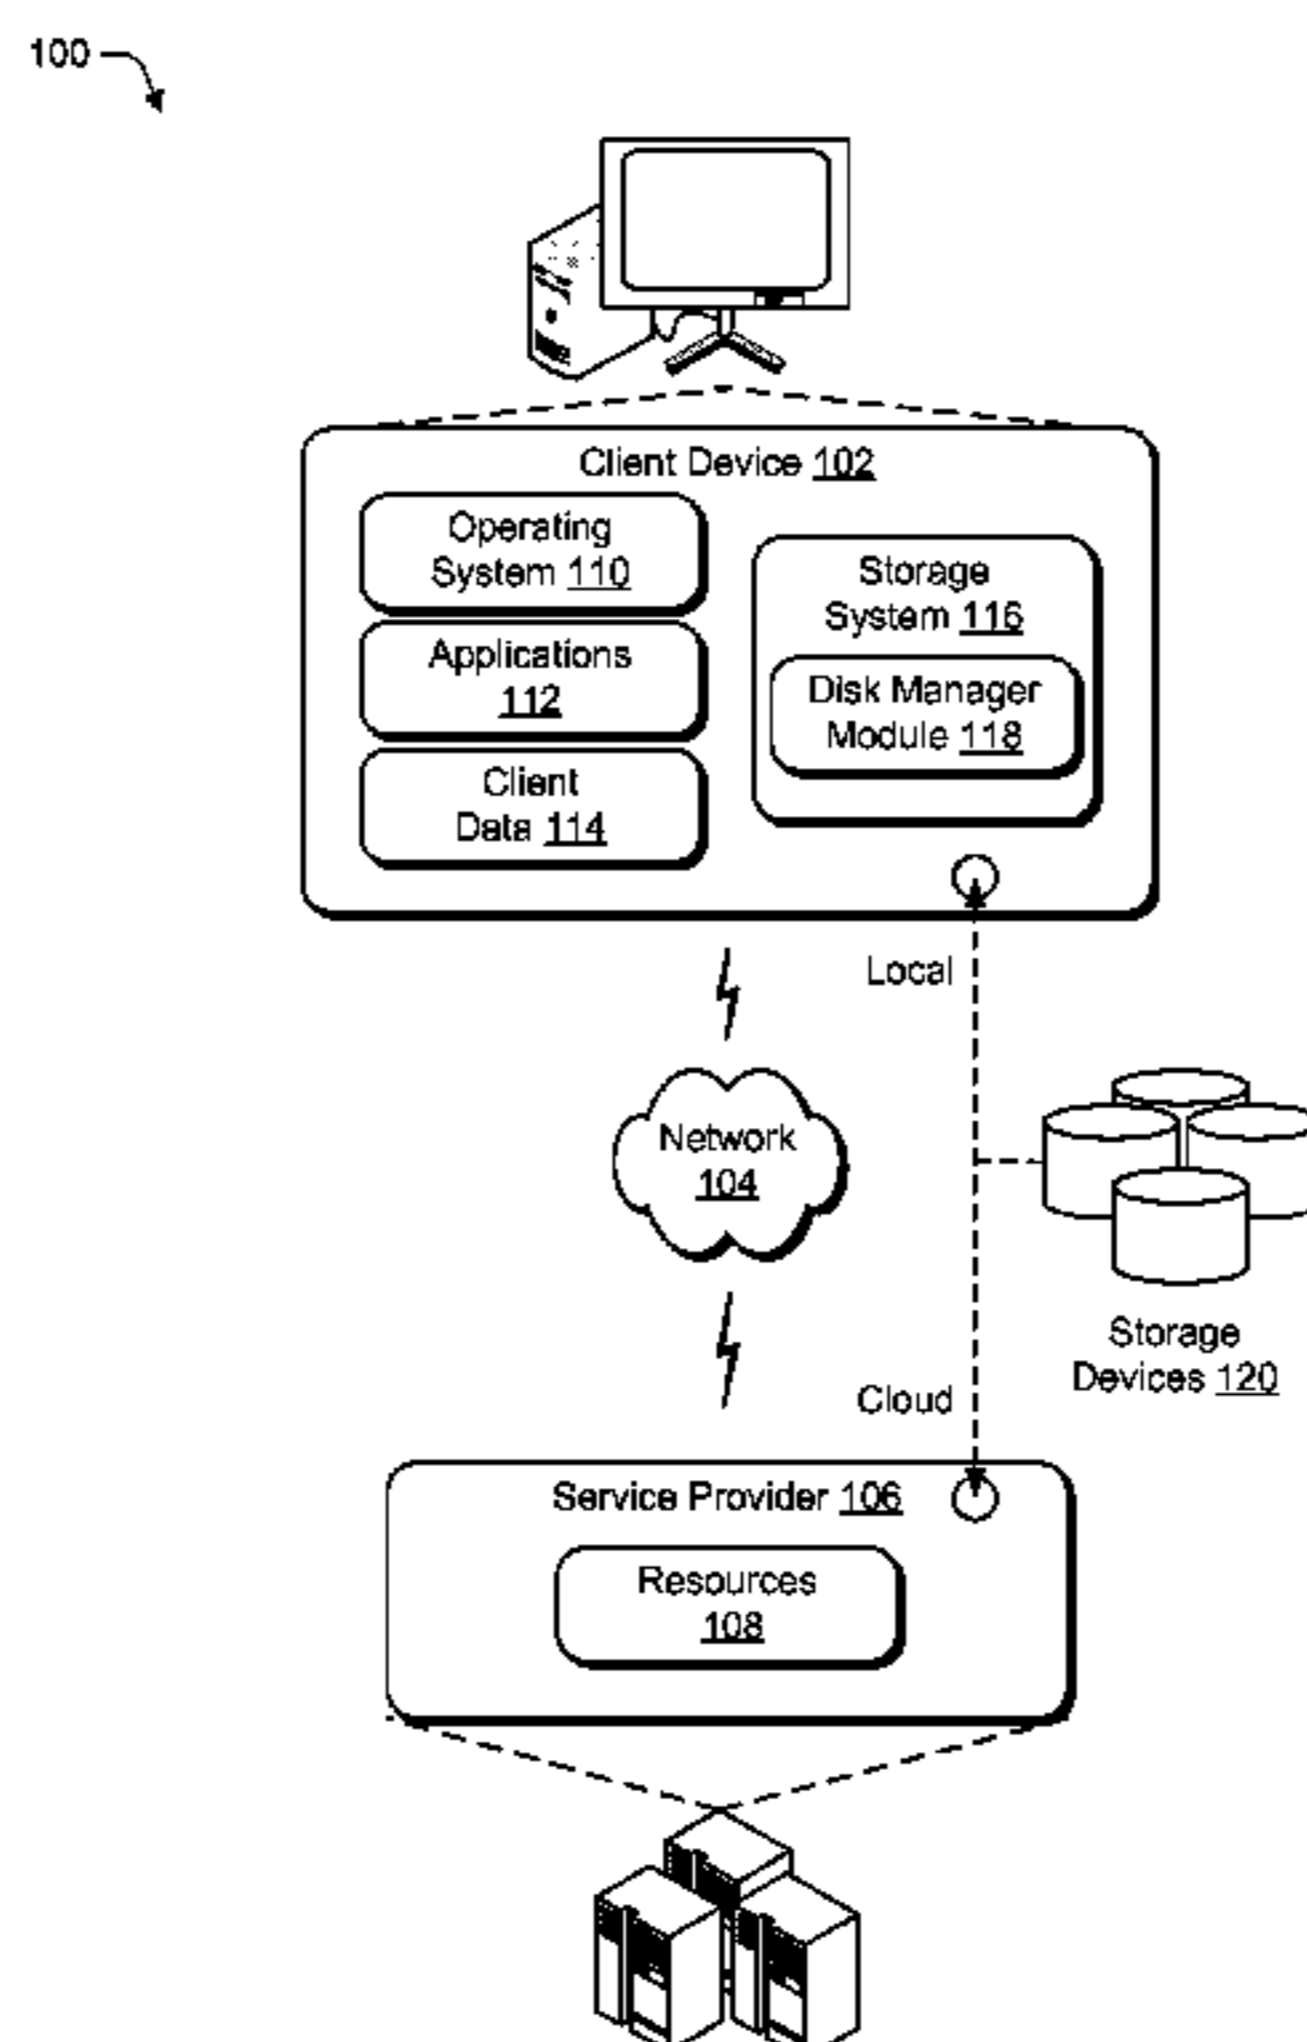 100
Client Device 102
Operating
System 110
Applications
112
Client
Data 114
Storage
System 116
Disk Manager
Module 118
Local
Network
104
Storage
Devices 120
Cloud
Service Provider 106
Resources
108